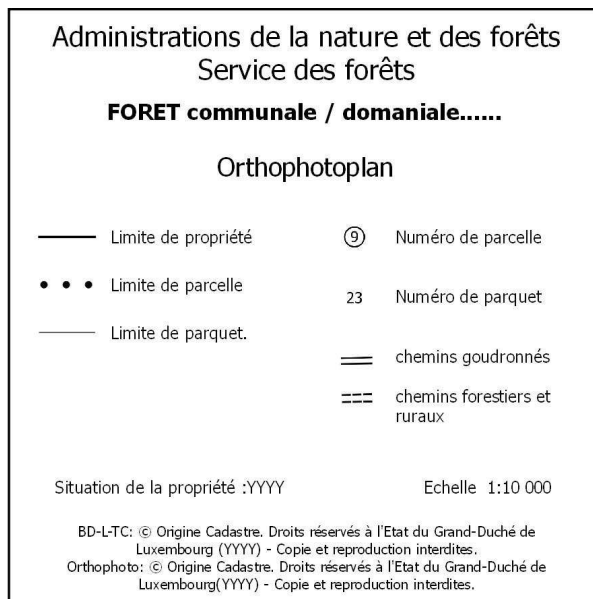 Administrations de la nature et des forêts
Service des forêts
FORET communale / domaniale......
Orthophotoplan
Limite de propriété
9 Numéro de parcelle
Limite de parcelle
23 Numéro de parquet
Limite de parquet.
chemins goudronnés
chemins forestiers et
ruraux
Situation de la propriété :YYYY
Echelle 1:10 000
BD-L-TC: © Origine Cadastre. Droits réservés à l'Etat du Grand-Duché de
Luxembourg (YYYY) - Copie et reproduction interdites.
Orthophoto: © Origine Cadastre. Droits réservés à l'Etat du Grand-Duché de
Luxembourg(YYYY) - Copie et reproduction interdites.